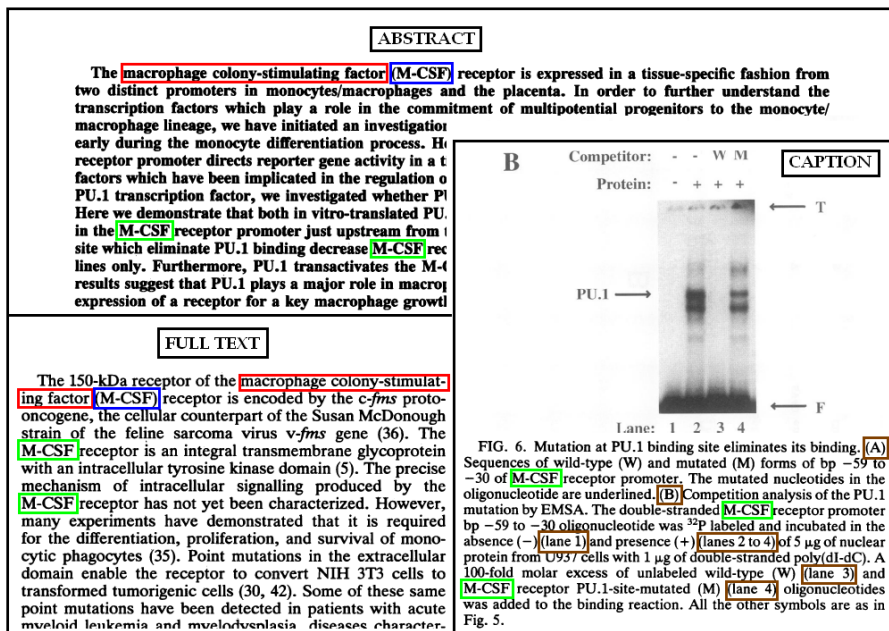 ABSTRACT
The macrophage colony-stimulating factor (M-CSF) receptor is expressed in a tissue-specific fashion from
two distinct promoters in monocytes/macrophages and the placenta. In order to further understand the
transcription factors which play a role in the commitment of multipotential progenitors to the monocyte/
macrophage lineage, we have initiated an investigation
early during the monocyte differentiation process.
receptor promoter directs reporter gene activity in a
factors which have been implicated in the regulation
PU.1 transcription factor, we investigated whether
Here we demonstrate that both in vitro-translated PU.
in the M-CSF receptor promoter just upstream from
site which eliminate PU.1 binding decrease M-CSF
lines only. Furthermore, PU.1 transactivates the
results suggest that PU.1 plays a major role in
expression of a receptor for a key macrophage
FULL TEXT
The 150-kDa receptor of the macrophage colony-stimulat-
ing factor (M-CSF) receptor is encoded by the c-fms proto-
oncogene, the cellular counterpart of the Susan McDonough
strain of the feline sarcoma virus v-fms gene (36). The
M-CSF receptor is an integral transmembrane glycoprotein
with an intracellular tyrosine kinase domain (5). The precise
mechanism of intracellular signalling produced by the
M-CSF receptor has not yet been characterized. However,
many experiments have demonstrated that it is required
for the differentiation, proliferation, and survival of mono-
cytic phagocytes (35). Point mutations in the extracellular
domain enable the receptor to convert NIH 3T3 cells to
transformed tumorigenic cells (30, 42). Some of these same
point mutations have been detected in patients with acute
myeloid leukemia and myelodysplasia, diseases character-
CAPTION
B
Competitor: - - W M
Protein: - + + +
T
PU.1
F
Lane: 1 2 3 4
FIG. 6. Mutation at PU.1 binding site eliminates its binding. (A)
Sequences of wild-type (W) and mutated (M) forms of bp −59 to
−30 of M-CSF receptor promoter. The mutated nucleotides in the
oligonucleotide are underlined. (B) Competition analysis of the PU.1
mutation by EMSA. The double-stranded M-CSF receptor promoter
bp −59 to −30 oligonucleotide was ³²P labeled and incubated in the
absence (−) (lane 1) and presence (+) (lanes 2 to 4) of 5 μg of nuclear
protein from U937 cells with 1 μg of double-stranded poly(dI-dC). A
100-fold molar excess of unlabeled wild-type (W) (lane 3) and
M-CSF receptor PU.1-site-mutated (M) (lane 4) oligonucleotides
was added to the binding reaction. All the other symbols are as in
Fig. 5.